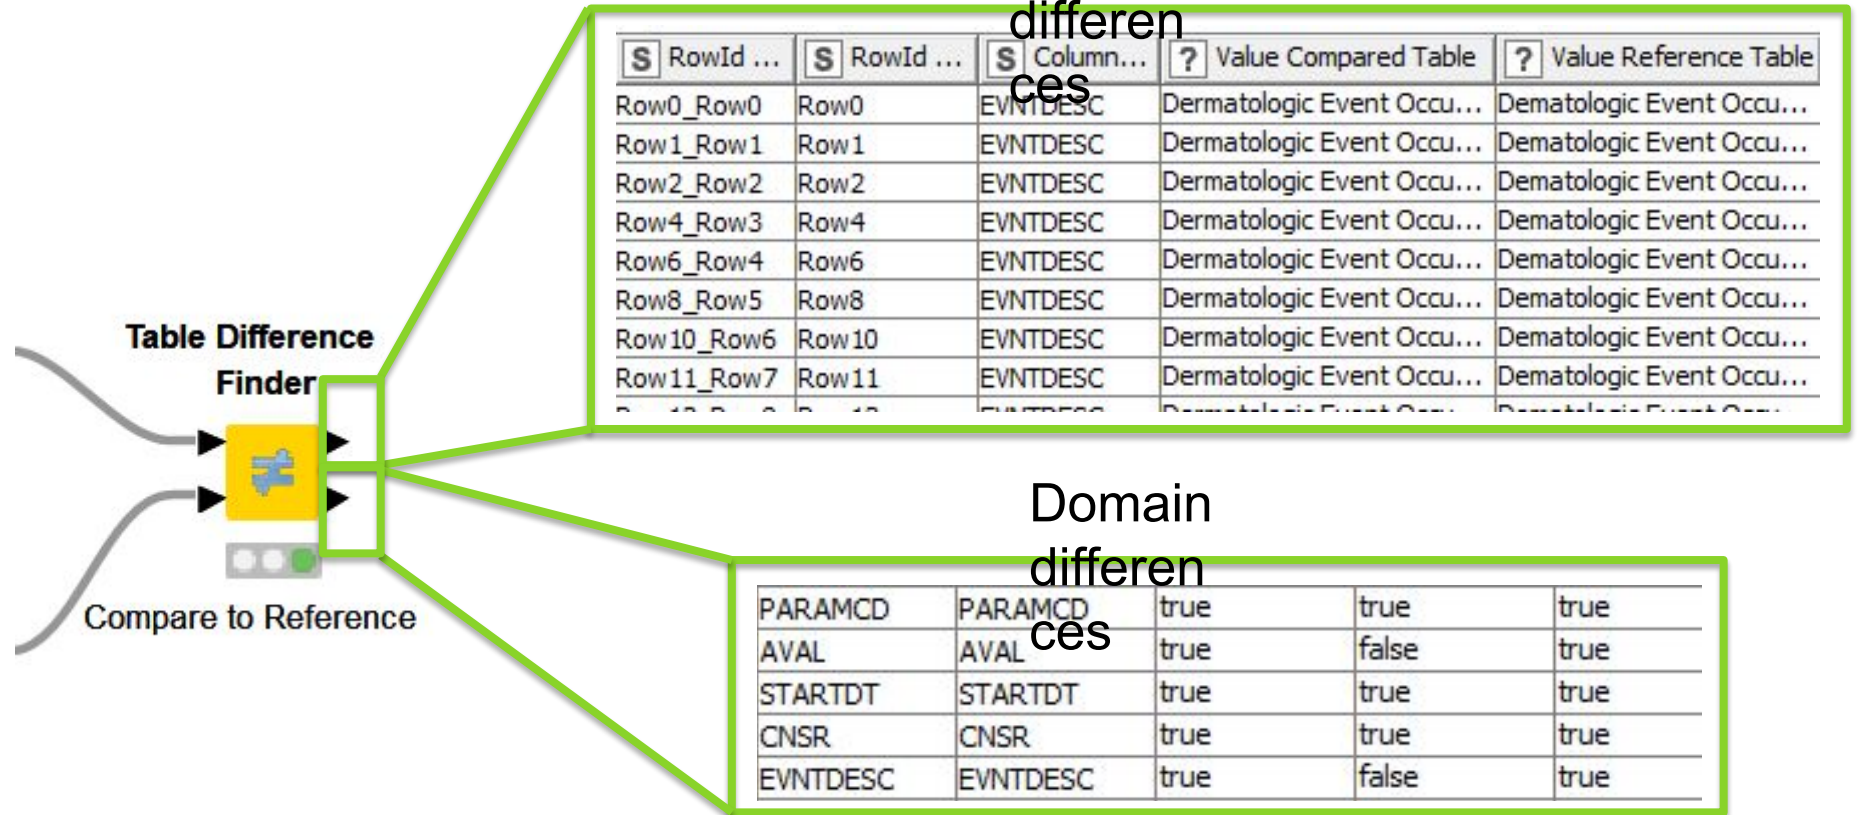 differen
ces
S RowId ... S RowId ... S Column... ? Value Compared Table ? Value Reference Table
Row0_Row0 Row0 EVNTDESC Dermatologic Event Occu... Dematologic Event Occu...
Row1_Row1 Row1 EVNTDESC Dermatologic Event Occu... Dematologic Event Occu...
Row2_Row2 Row2 EVNTDESC Dermatologic Event Occu... Dematologic Event Occu...
Row4_Row3 Row4 EVNTDESC Dermatologic Event Occu... Dematologic Event Occu...
Row6_Row4 Row6 EVNTDESC Dermatologic Event Occu... Dematologic Event Occu...
Row8_Row5 Row8 EVNTDESC Dermatologic Event Occu... Dematologic Event Occu...
Row10_Row6 Row10 EVNTDESC Dermatologic Event Occu... Dematologic Event Occu...
Row11_Row7 Row11 EVNTDESC Dermatologic Event Occu... Dematologic Event Occu...
Table Difference
Finder
Compare to Reference
Domain
differen
ces
PARAMCD PARAMCD true true true
AVAL AVAL true false true
STARTDT STARTDT true true true
CNSR CNSR true true true
EVNTDESC EVNTDESC true false true